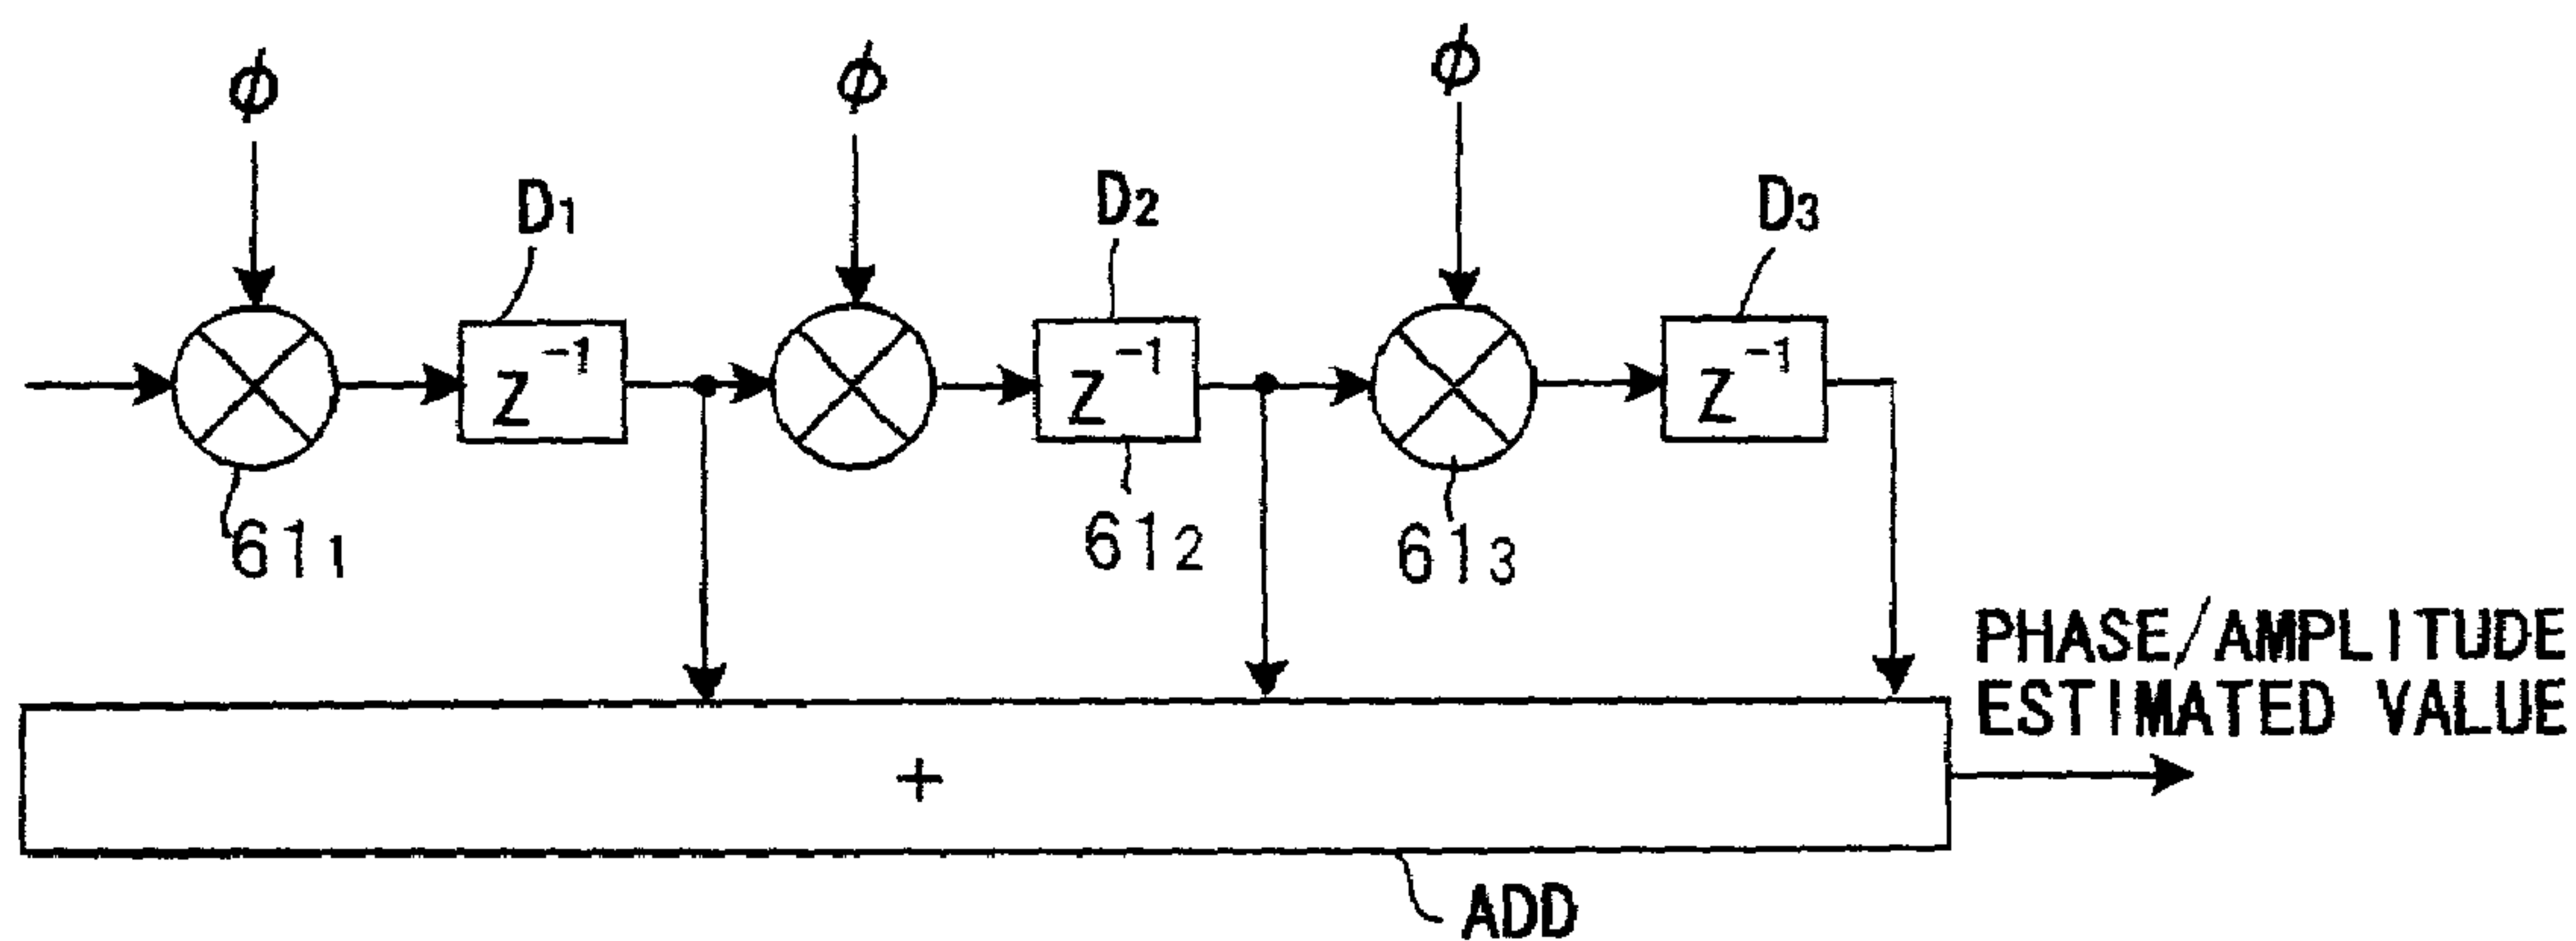 ϕ ϕ ϕ
D₁ D₂ D₃
Z⁻¹ Z⁻¹ Z⁻¹
61₁ 61₂ 61₃
PHASE/AMPLITUDE
ESTIMATED VALUE
+
ADD